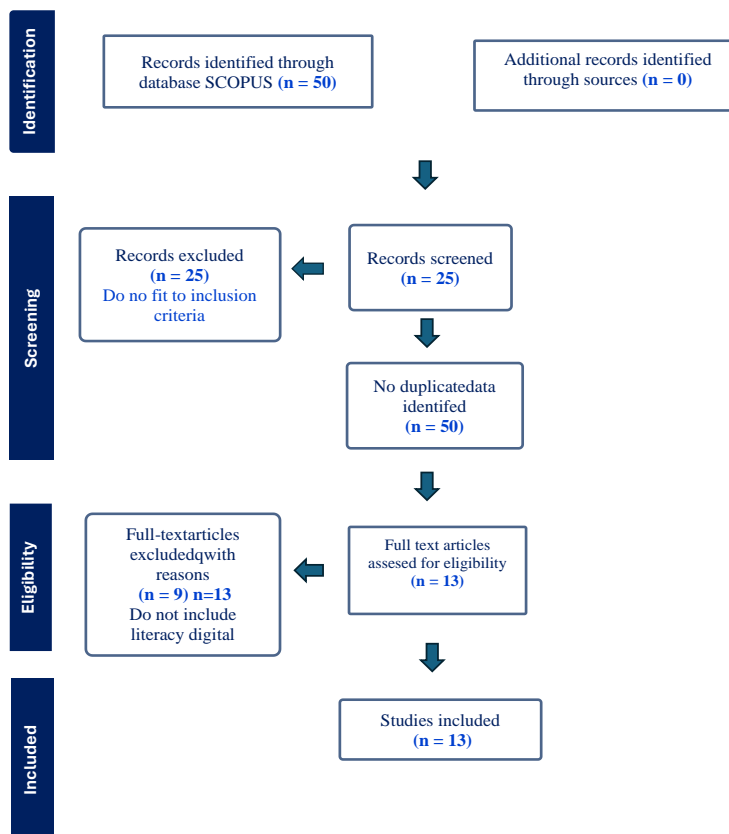 Identification
Records identified through
database SCOPUS (n = 50)
Additional records identified
through sources (n = 0)
Screening
Records excluded
(n = 25)
Do no fit to inclusion
criteria
Records screened
(n = 25)
No duplicatedata
identifed
(n = 50)
Eligibility
Full-textarticles
excludedqwith
reasons
(n = 9) n=13
Do not include
literacy digital
Full text articles
assesed for eligibility
(n = 13)
Included
Studies included
(n = 13)